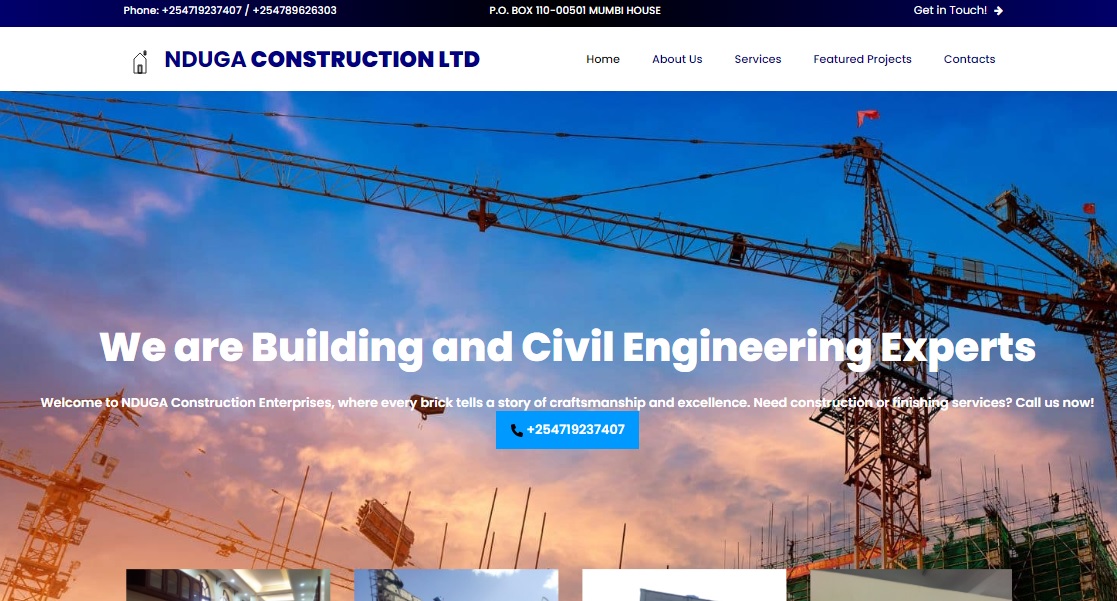 Phone: +254719237407 / +254789626303
P.O. BOX 110-00501 MUMBI HOUSE
Get in Touch!
NDUGA CONSTRUCTION LTD
Home
About Us
Services
Featured Projects
Contacts
We are Building and Civil Engineering Experts
Welcome to NDUGA Construction Enterprises, where every brick tells a story of craftsmanship and excellence. Need construction or finishing services? Call us now!
+254719237407